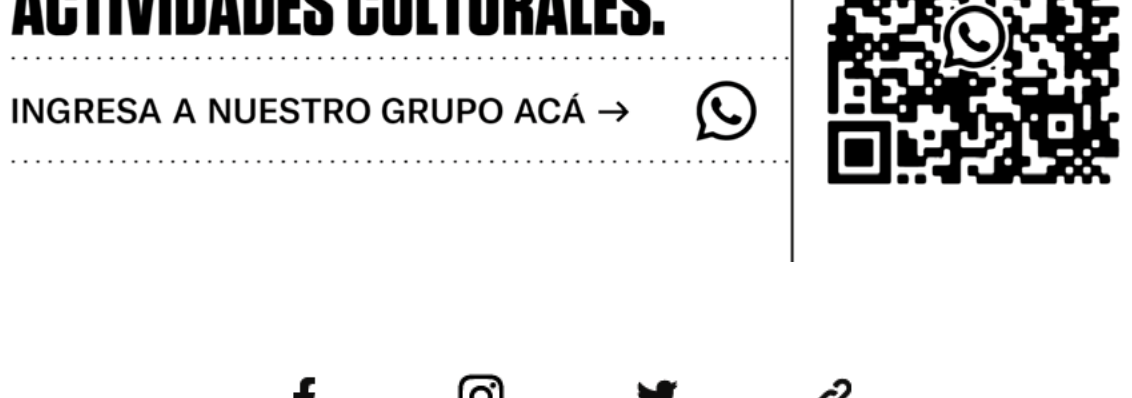 ACTIVIDADES CULTURALES.
INGRESA A NUESTRO GRUPO ACÁ →